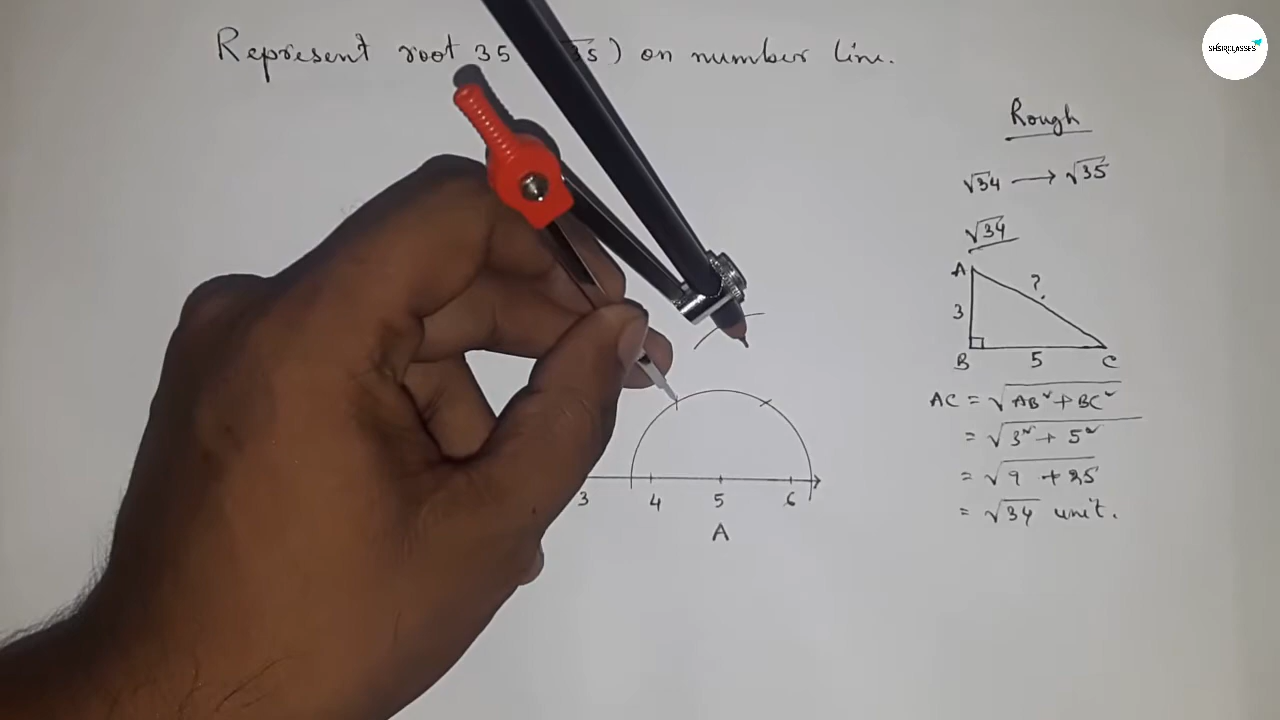 Represent root 35 35) on number line.
SHSIRCLASSES
Rough
√34 → √35
√34
A
?
3
B 5 C
AC = √AB² + BC²
= √3² + 5²
= √9 + 25
= √34 unit.
3 4 5 6
A